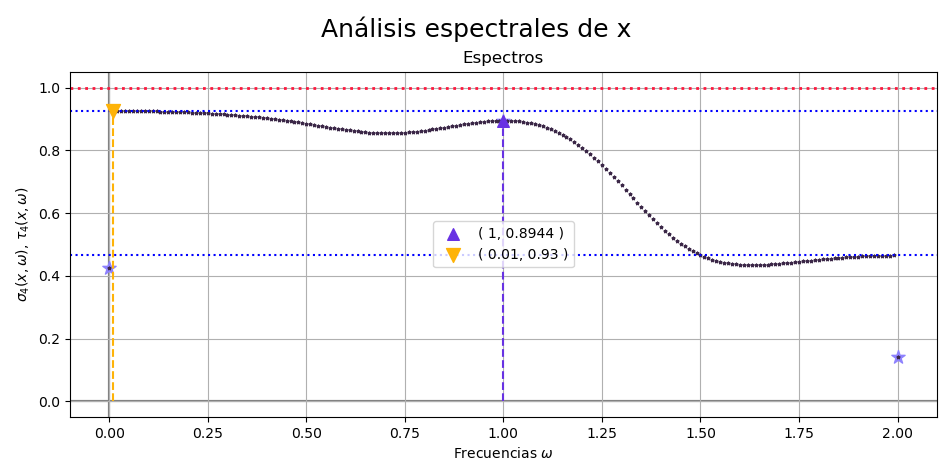 Análisis espectrales de x
Espectros
σ₄(x, ω), τ₄(x, ω)
1.0
0.8
0.6
0.4
0.2
0.0
( 1, 0.8944 )
( 0.01, 0.93 )
0.00 0.25 0.50 0.75 1.00 1.25 1.50 1.75 2.00
Frecuencias ω